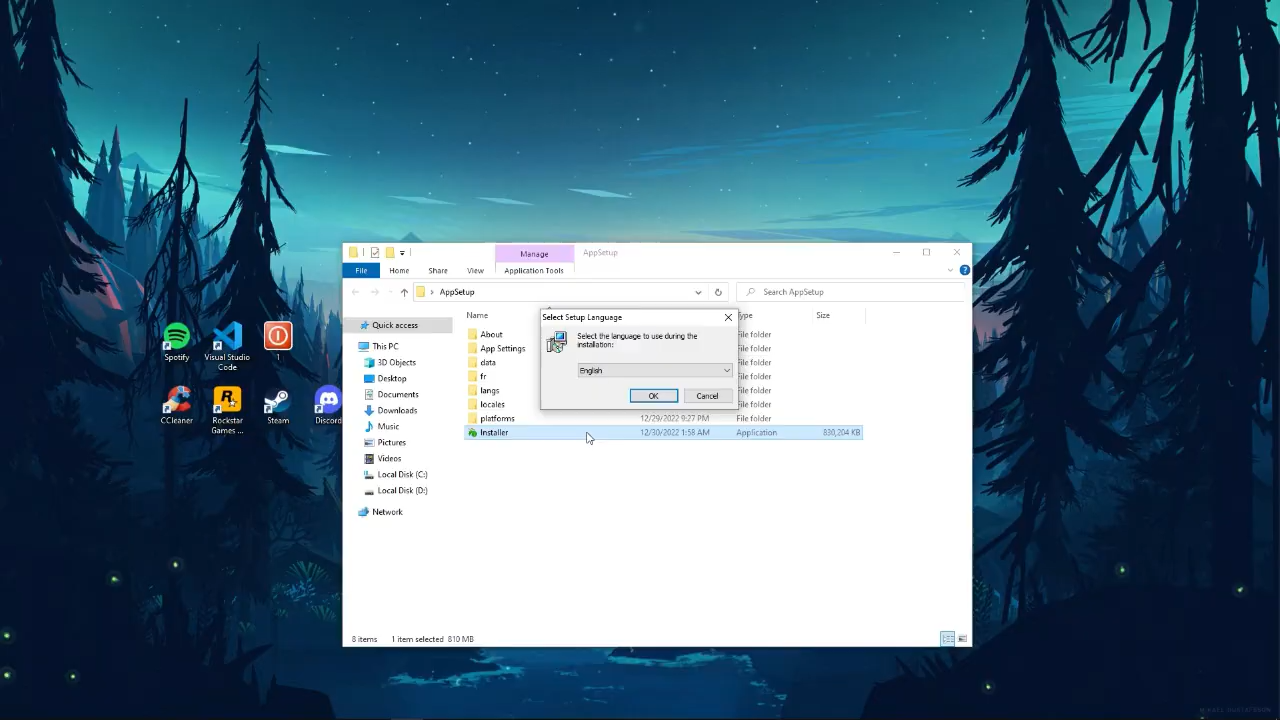 Manage
AppSetup
File
Home
Share
View
Application Tools
AppSetup
Search AppSetup
Name
Size
Quick access
This PC
3D Objects
Desktop
Documents
Downloads
Music
Pictures
Videos
Local Disk (C:)
Local Disk (D:)
Network
About
File folder
App Settings
File folder
data
File folder
fr
File folder
langs
File folder
locales
File folder
platforms
12/29/2022 9:27 PM
File folder
Installer
12/30/2022 1:58 AM
Application
830,204 KB
Select Setup Language
Select the language to use during the
installation:
English
OK
Cancel
8 items
1 item selected 810 MB
Spotify
Visual Studio
Code
1
CCleaner
Rockstar
Games ...
Steam
Discord